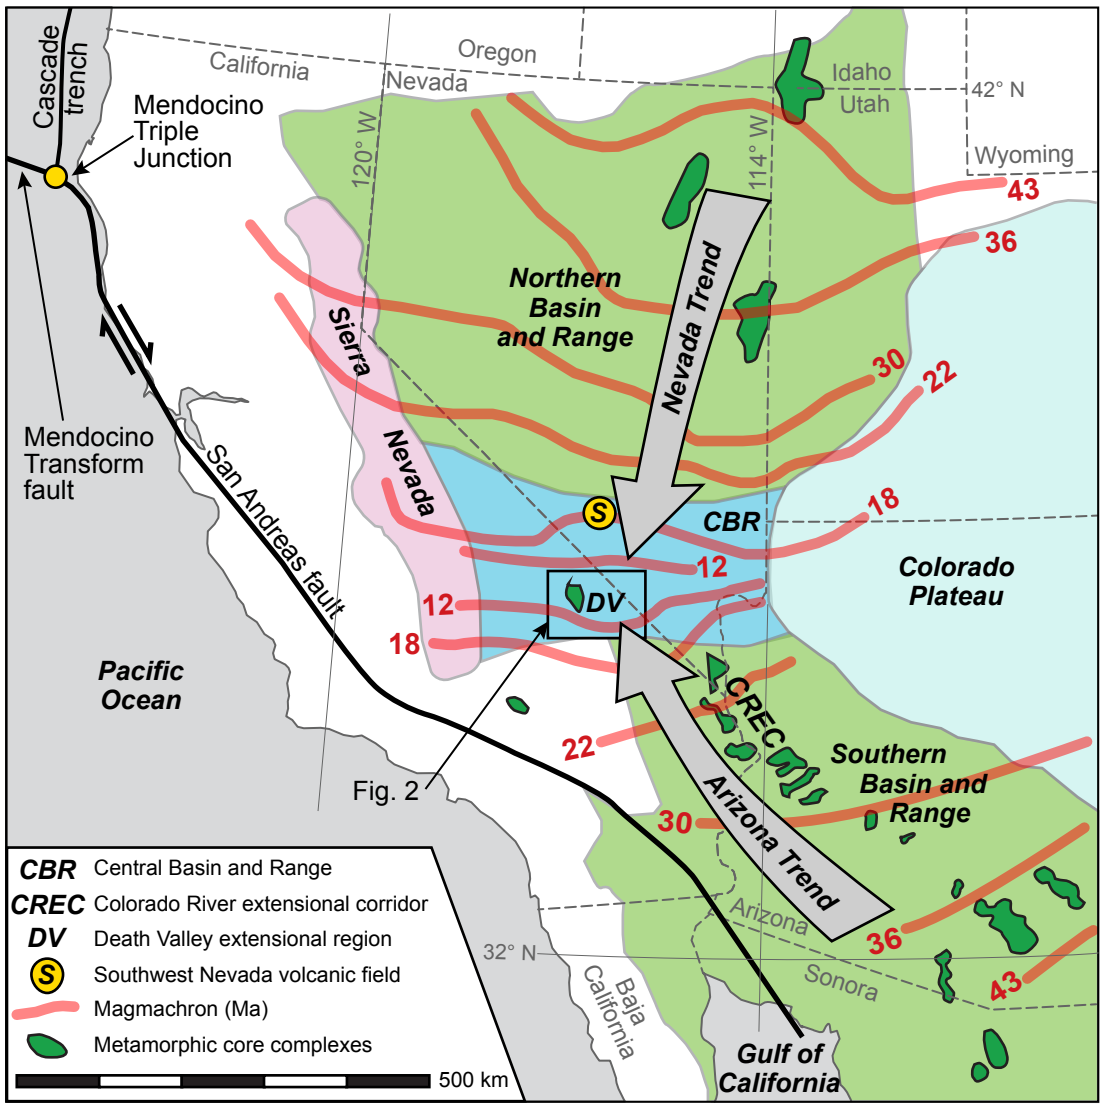 Cascade
trench
Oregon
California
Nevada
Idaho
Utah
42° N
Mendocino
Triple
Junction
120° W
114° W
Wyoming
43
36
Northern
Basin
and Range
Nevada Trend
Sierra
Nevada
30
22
Mendocino
Transform
fault
San Andreas fault
S
CBR
18
12
Colorado
Plateau
12
DV
18
Pacific
Ocean
CREC
22
Southern
Basin and
Range
Fig. 2
30
Arizona Trend
36
Arizona
32° N
Sonora
43
Baja
California
Gulf of
California
CBR Central Basin and Range
CREC Colorado River extensional corridor
DV Death Valley extensional region
S Southwest Nevada volcanic field
Magmachron (Ma)
Metamorphic core complexes
500 km